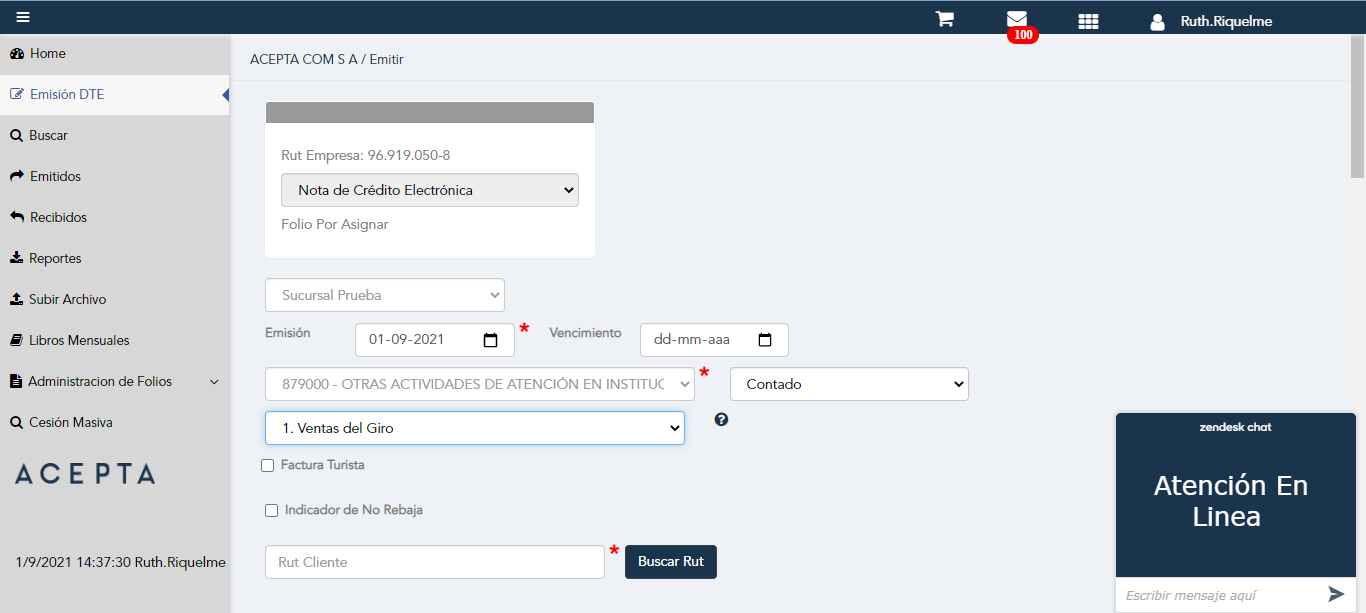 100
Ruth.Riquelme
Home
Emisión DTE
Buscar
Emitidos
Recibidos
Reportes
Subir Archivo
Libros Mensuales
Administracion de Folios
Cesión Masiva
ACEPTA
1/9/2021 14:37:30 Ruth.Riquelme
ACEPTA COM S A / Emitir
Rut Empresa: 96.919.050-8
Nota de Crédito Electrónica
Folio Por Asignar
Sucursal Prueba
Emisión 01-09-2021 * Vencimiento dd-mm-aaa
879000 - OTRAS ACTIVIDADES DE ATENCIÓN EN INSTITUC * Contado
1. Ventas del Giro ?
Factura Turista
Indicador de No Rebaja
Rut Cliente * Buscar Rut
zendesk chat
Atención En
Linea
Escribir mensaje aquí